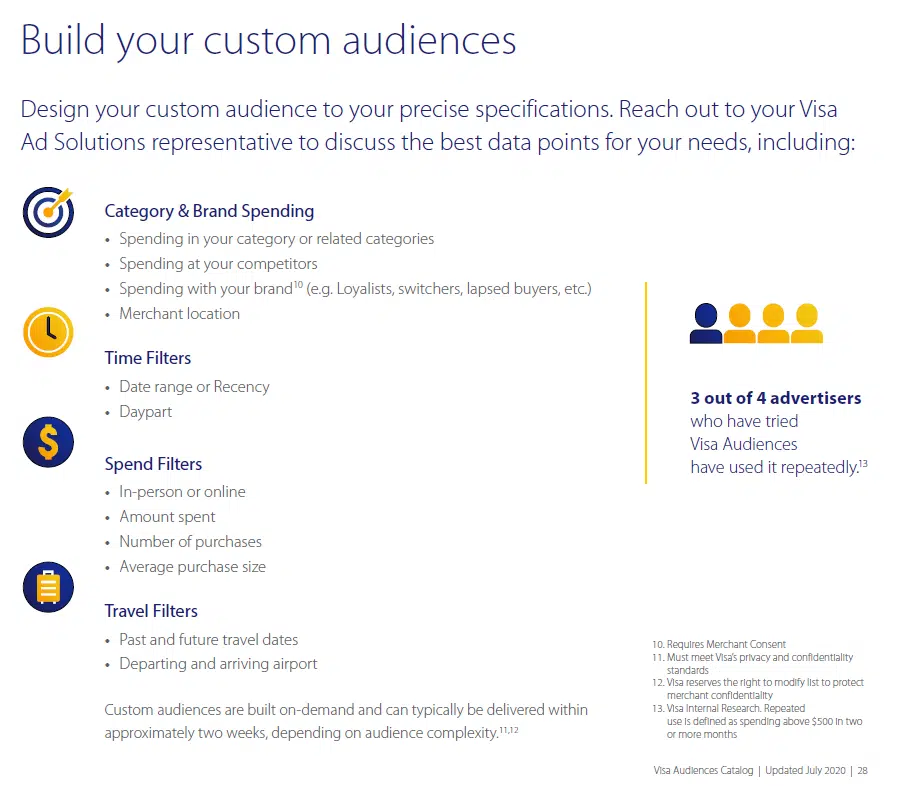 Build your custom audiences
Design your custom audience to your precise specifications. Reach out to your Visa
Ad Solutions representative to discuss the best data points for your needs, including:
Category & Brand Spending
• Spending in your category or related categories
• Spending at your competitors
• Spending with your brand¹⁰ (e.g. Loyalists, switchers, lapsed buyers, etc.)
• Merchant location
Time Filters
• Date range or Recency
• Daypart
$
Spend Filters
• In-person or online
• Amount spent
• Number of purchases
• Average purchase size
Travel Filters
• Past and future travel dates
• Departing and arriving airport
Custom audiences are built on-demand and can typically be delivered within
approximately two weeks, depending on audience complexity.¹¹,¹²
3 out of 4 advertisers
who have tried
Visa Audiences
have used it repeatedly.¹³
10. Requires Merchant Consent
11. Must meet Visa's privacy and confidentiality
standards
12. Visa reserves the right to modify list to protect
merchant confidentiality
13. Visa Internal Research. Repeated
use is defined as spending above $500 in two
or more months
Visa Audiences Catalog | Updated July 2020 | 28